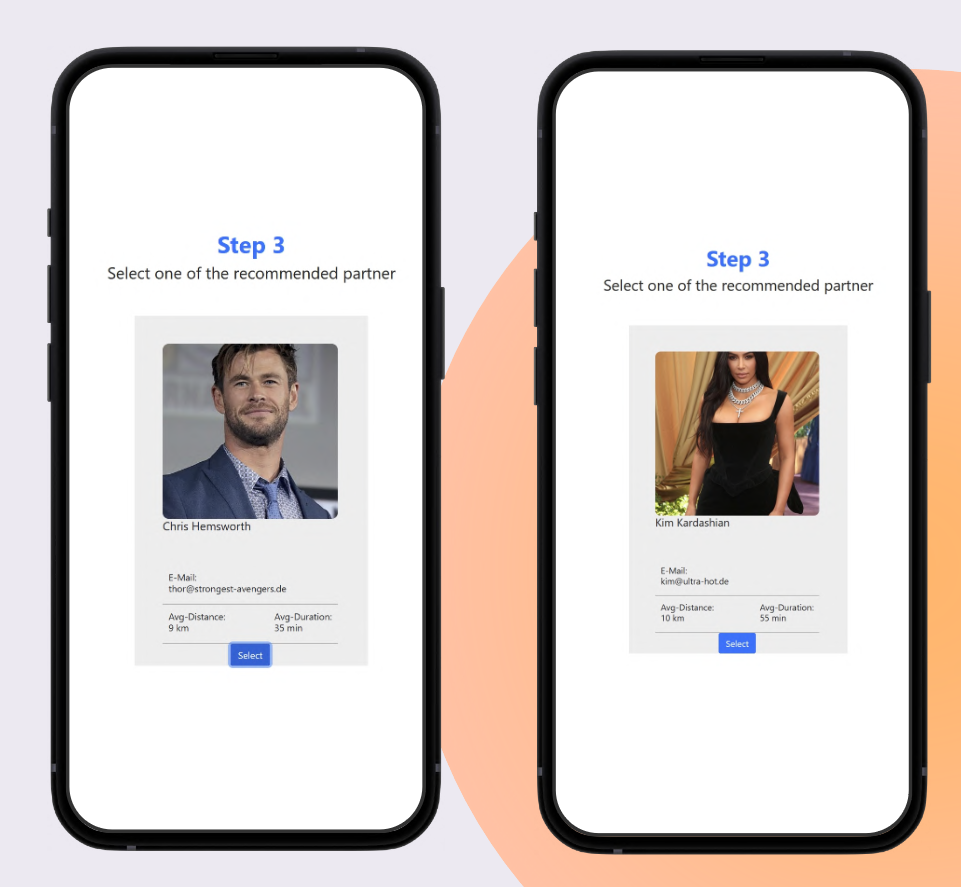 Step 3
Select one of the recommended partner
Chris Hemsworth
E-Mail:
thor@strongest-avengers.de
Avg-Distance:
9 km
Avg-Duration:
35 min
Select
Step 3
Select one of the recommended partner
Kim Kardashian
E-Mail:
kim@ultra-hot.de
Avg-Distance:
10 km
Avg-Duration:
55 min
Select